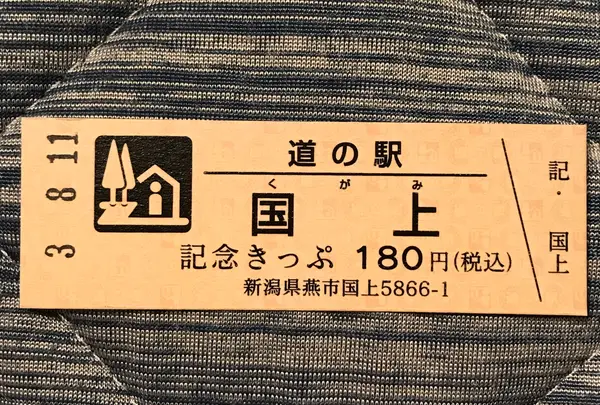 3 8 11
道の駅
くがみ
国上
記念きっぷ 180円(税込)
新潟県燕市国上5866-1
記・国上